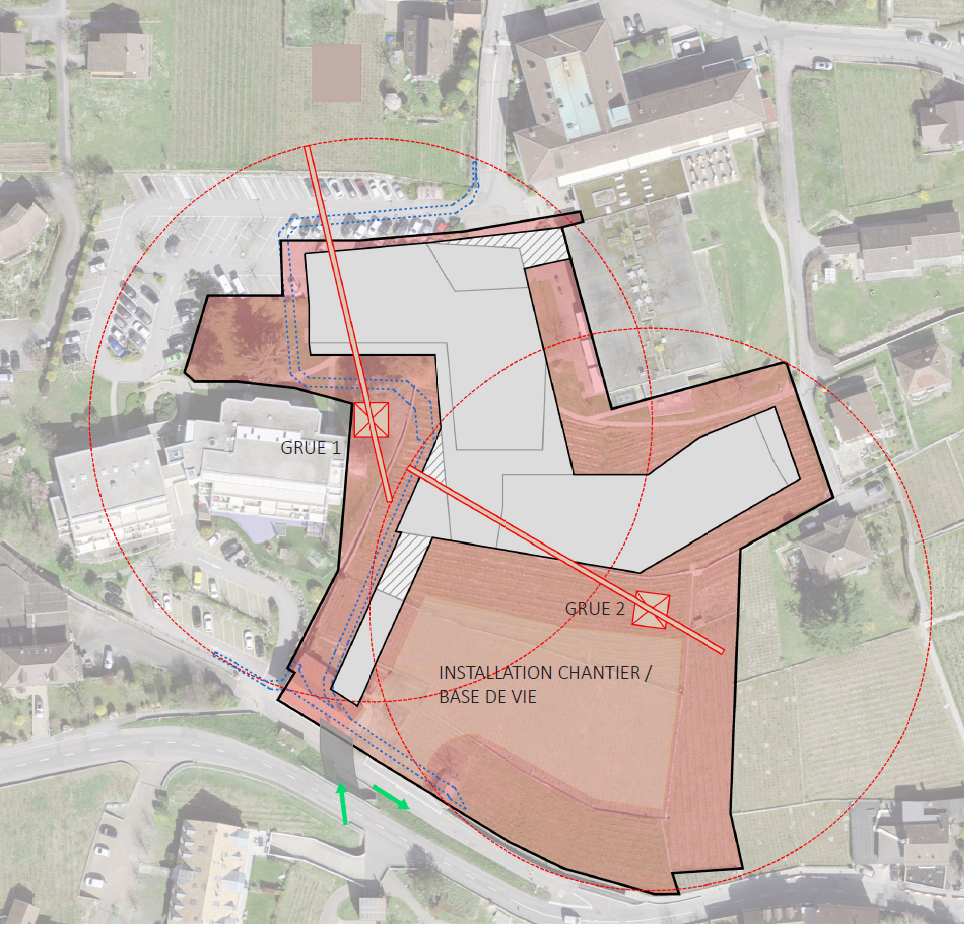 GRUE 1
GRUE 2
INSTALLATION CHANTIER /
BASE DE VIE